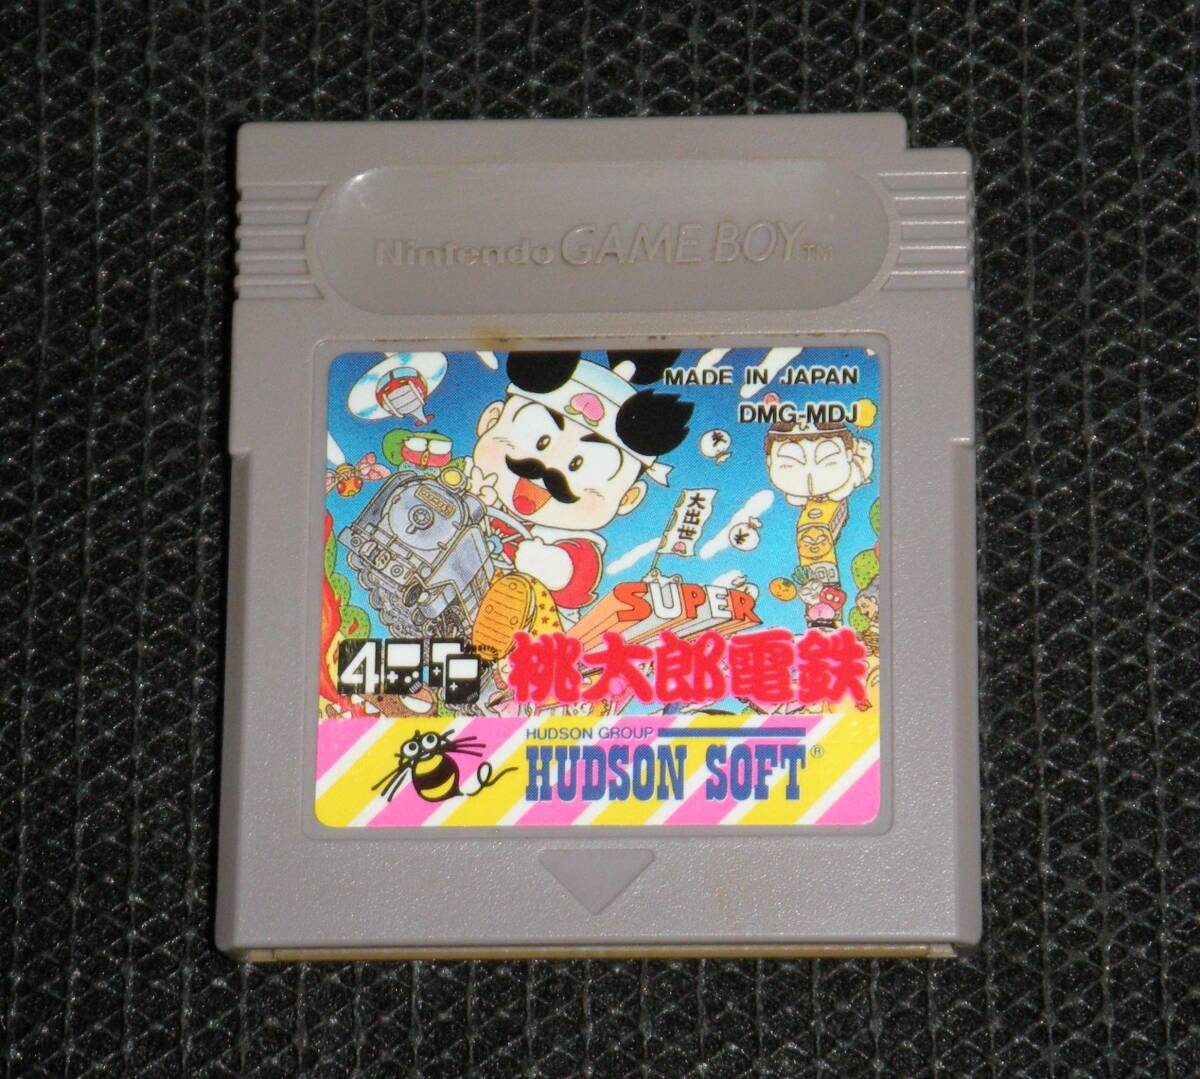 Nintendo GAME BOY™
MADE IN JAPAN
DMG-MDJ
大出世
SUPER
4
桃太郎電鉄
HUDSON GROUP
HUDSON SOFT®